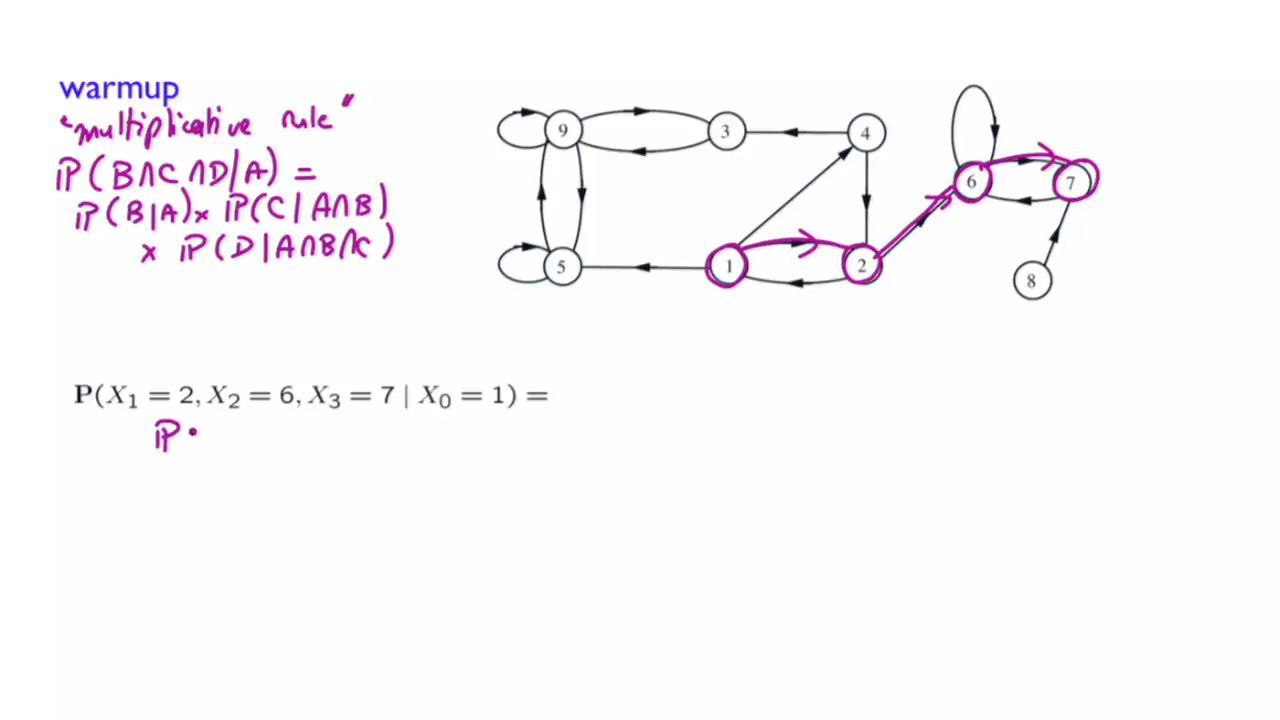 warmup
"multiplicative rule"
ℙ(B∩C∩D|A) =
ℙ(B|A) × ℙ(C|A∩B)
× ℙ(D|A∩B∩C)
9 3 4
6 7
5 1 2 8
P(X₁ = 2, X₂ = 6, X₃ = 7 | X₀ = 1) =
ℙ